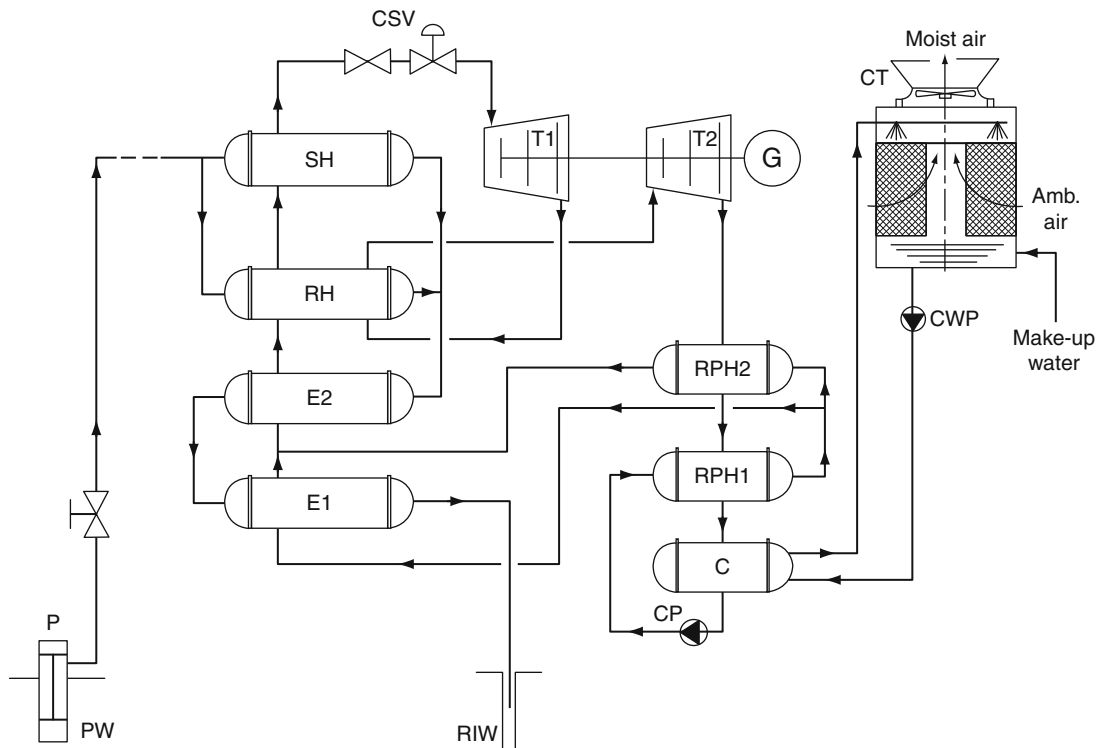 CSV
Moist air
CT
SH
T1
T2
G
Amb.
air
RH
CWP
Make-up
water
RPH2
E2
RPH1
E1
C
CP
P
PW
RIW